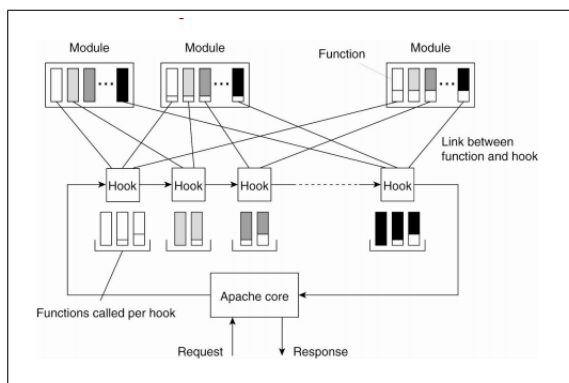 Module
Module
Function
Module
Link between
function and hook
Hook
Hook
Hook
Hook
Functions called per hook
Apache core
Request
Response